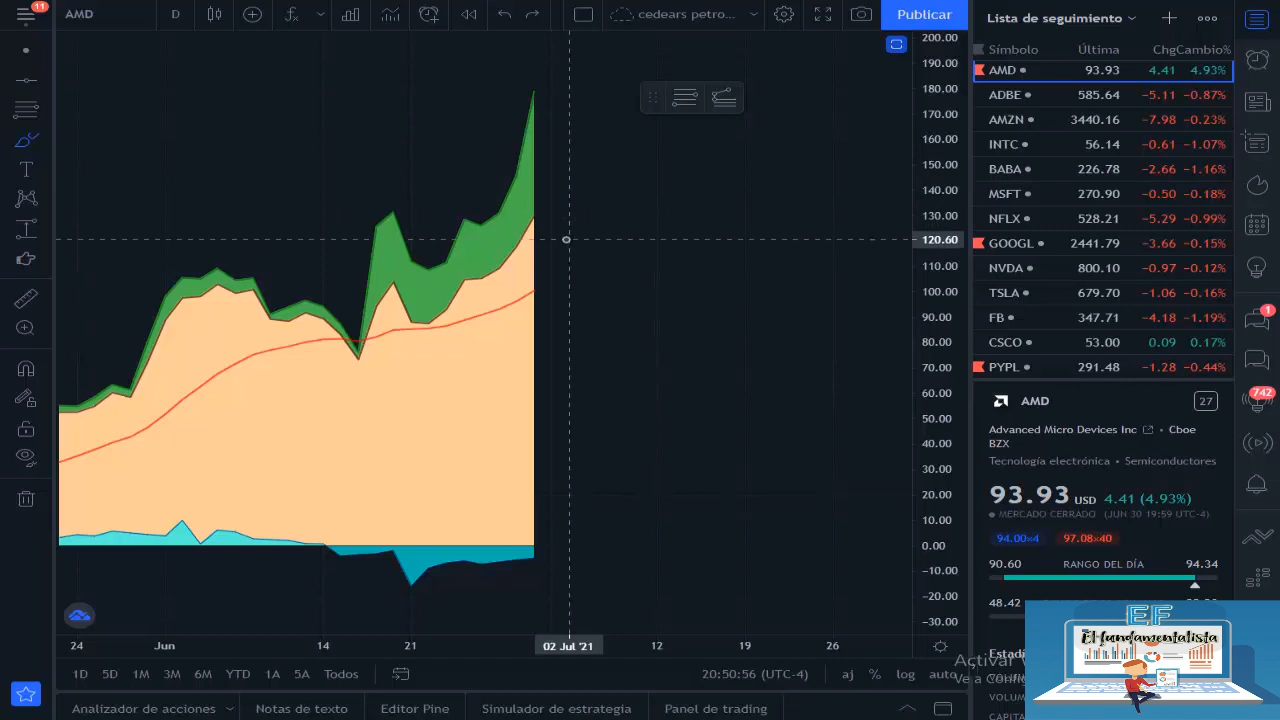 11
AMD
D
cedears petro...
Publicar
200.00
190.00
180.00
170.00
160.00
150.00
140.00
130.00
120.60
110.00
100.00
90.00
80.00
70.00
60.00
50.00
40.00
30.00
20.00
10.00
0.00
−10.00
−20.00
−30.00
24 Jun 14 21 02 Jul '21 12 19 26
1D 5D 1M 3M 6M YTD 1A 5A Todos
20:50:56 (UTC-4) aj % log auto
Analizador de acciones Notas de texto Editor Pine Simulador de estrategia Panel de trading
Lista de seguimiento
Símbolo Última Chg Cambio%
AMD 93.93 4.41 4.93%
ADBE 585.64 −5.11 −0.87%
AMZN 3440.16 −7.98 −0.23%
INTC 56.14 −0.61 −1.07%
BABA 226.78 −2.66 −1.16%
MSFT 270.90 −0.50 −0.18%
NFLX 528.21 −5.29 −0.99%
GOOGL 2441.79 −3.66 −0.15%
NVDA 800.10 −0.97 −0.12%
TSLA 679.70 −1.06 −0.16%
FB 347.71 −4.18 −1.19%
CSCO 53.00 0.09 0.17%
PYPL 291.48 −1.28 −0.44%
AMD 27
Advanced Micro Devices Inc • Cboe
BZX
Tecnología electrónica • Semiconductores
93.93 USD 4.41 (4.93%)
MERCADO CERRADO (JUN 30 19:59 UTC-4)
94.00×4 97.08×40
90.60 RANGO DEL DÍA 94.34
48.42
EF
El fundamentalista
Activar
1
742